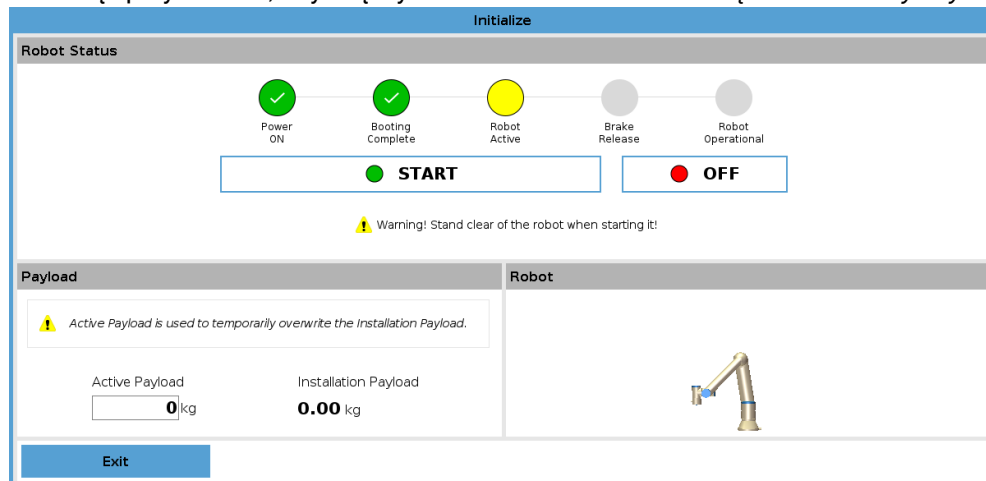 Initialize
Robot Status
Power ON
Booting Complete
Robot Active
Brake Release
Robot Operational
START
OFF
Warning! Stand clear of the robot when starting it!
Payload
Robot
Active Payload is used to temporarily overwrite the Installation Payload.
Active Payload
Installation Payload
0 kg
0.00 kg
Exit